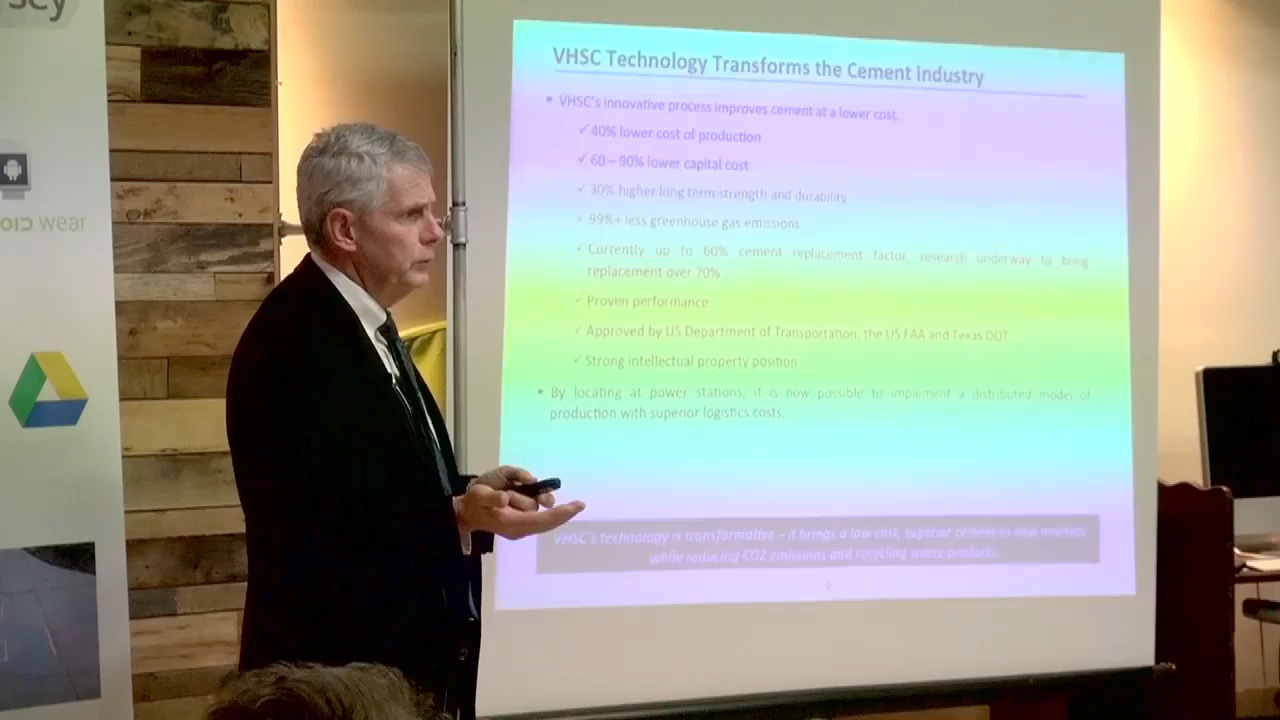 sey
VHSC Technology Transforms the Cement Industry
VHSC's innovative process improves cement at a lower cost.
40% lower cost of production
60 – 90% lower capital cost
30% higher long term strength and durability
99%+ less greenhouse gas emissions
Currently up to 60% cement replacement factor, research underway to bring
replacement over 70%
Proven performance
Approved by US Department of Transportation, the US FAA and Texas DOT
Strong intellectual property position
By locating at power stations, it is now possible to implement a distributed model of
production with superior logistics costs.
VHSC's technology is transformative – it brings a low cost, superior cement to new markets
while reducing CO2 emissions and recycling waste products.
2
OID wear